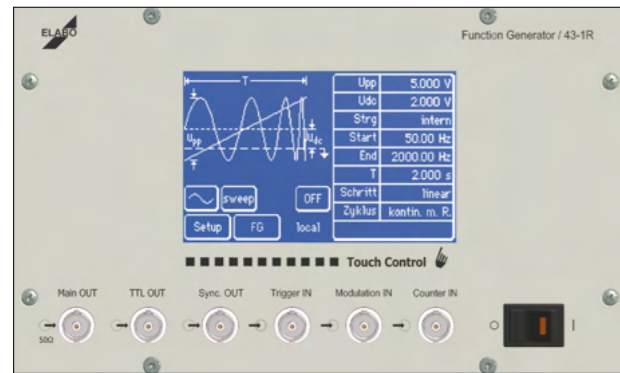 ELABO
Function Generator / 43-1R
T
Upp
Udc
Upp 5.000 V
Udc 2.000 V
Strg intern
Start 50.00 Hz
End 2000.00 Hz
T 2.000 s
Schritt linear
Zyklus kontin. m. R.
sweep OFF
Setup FG local
Touch Control
Main OUT TTL OUT Sync. OUT Trigger IN Modulation IN Counter IN
50Ω
O I